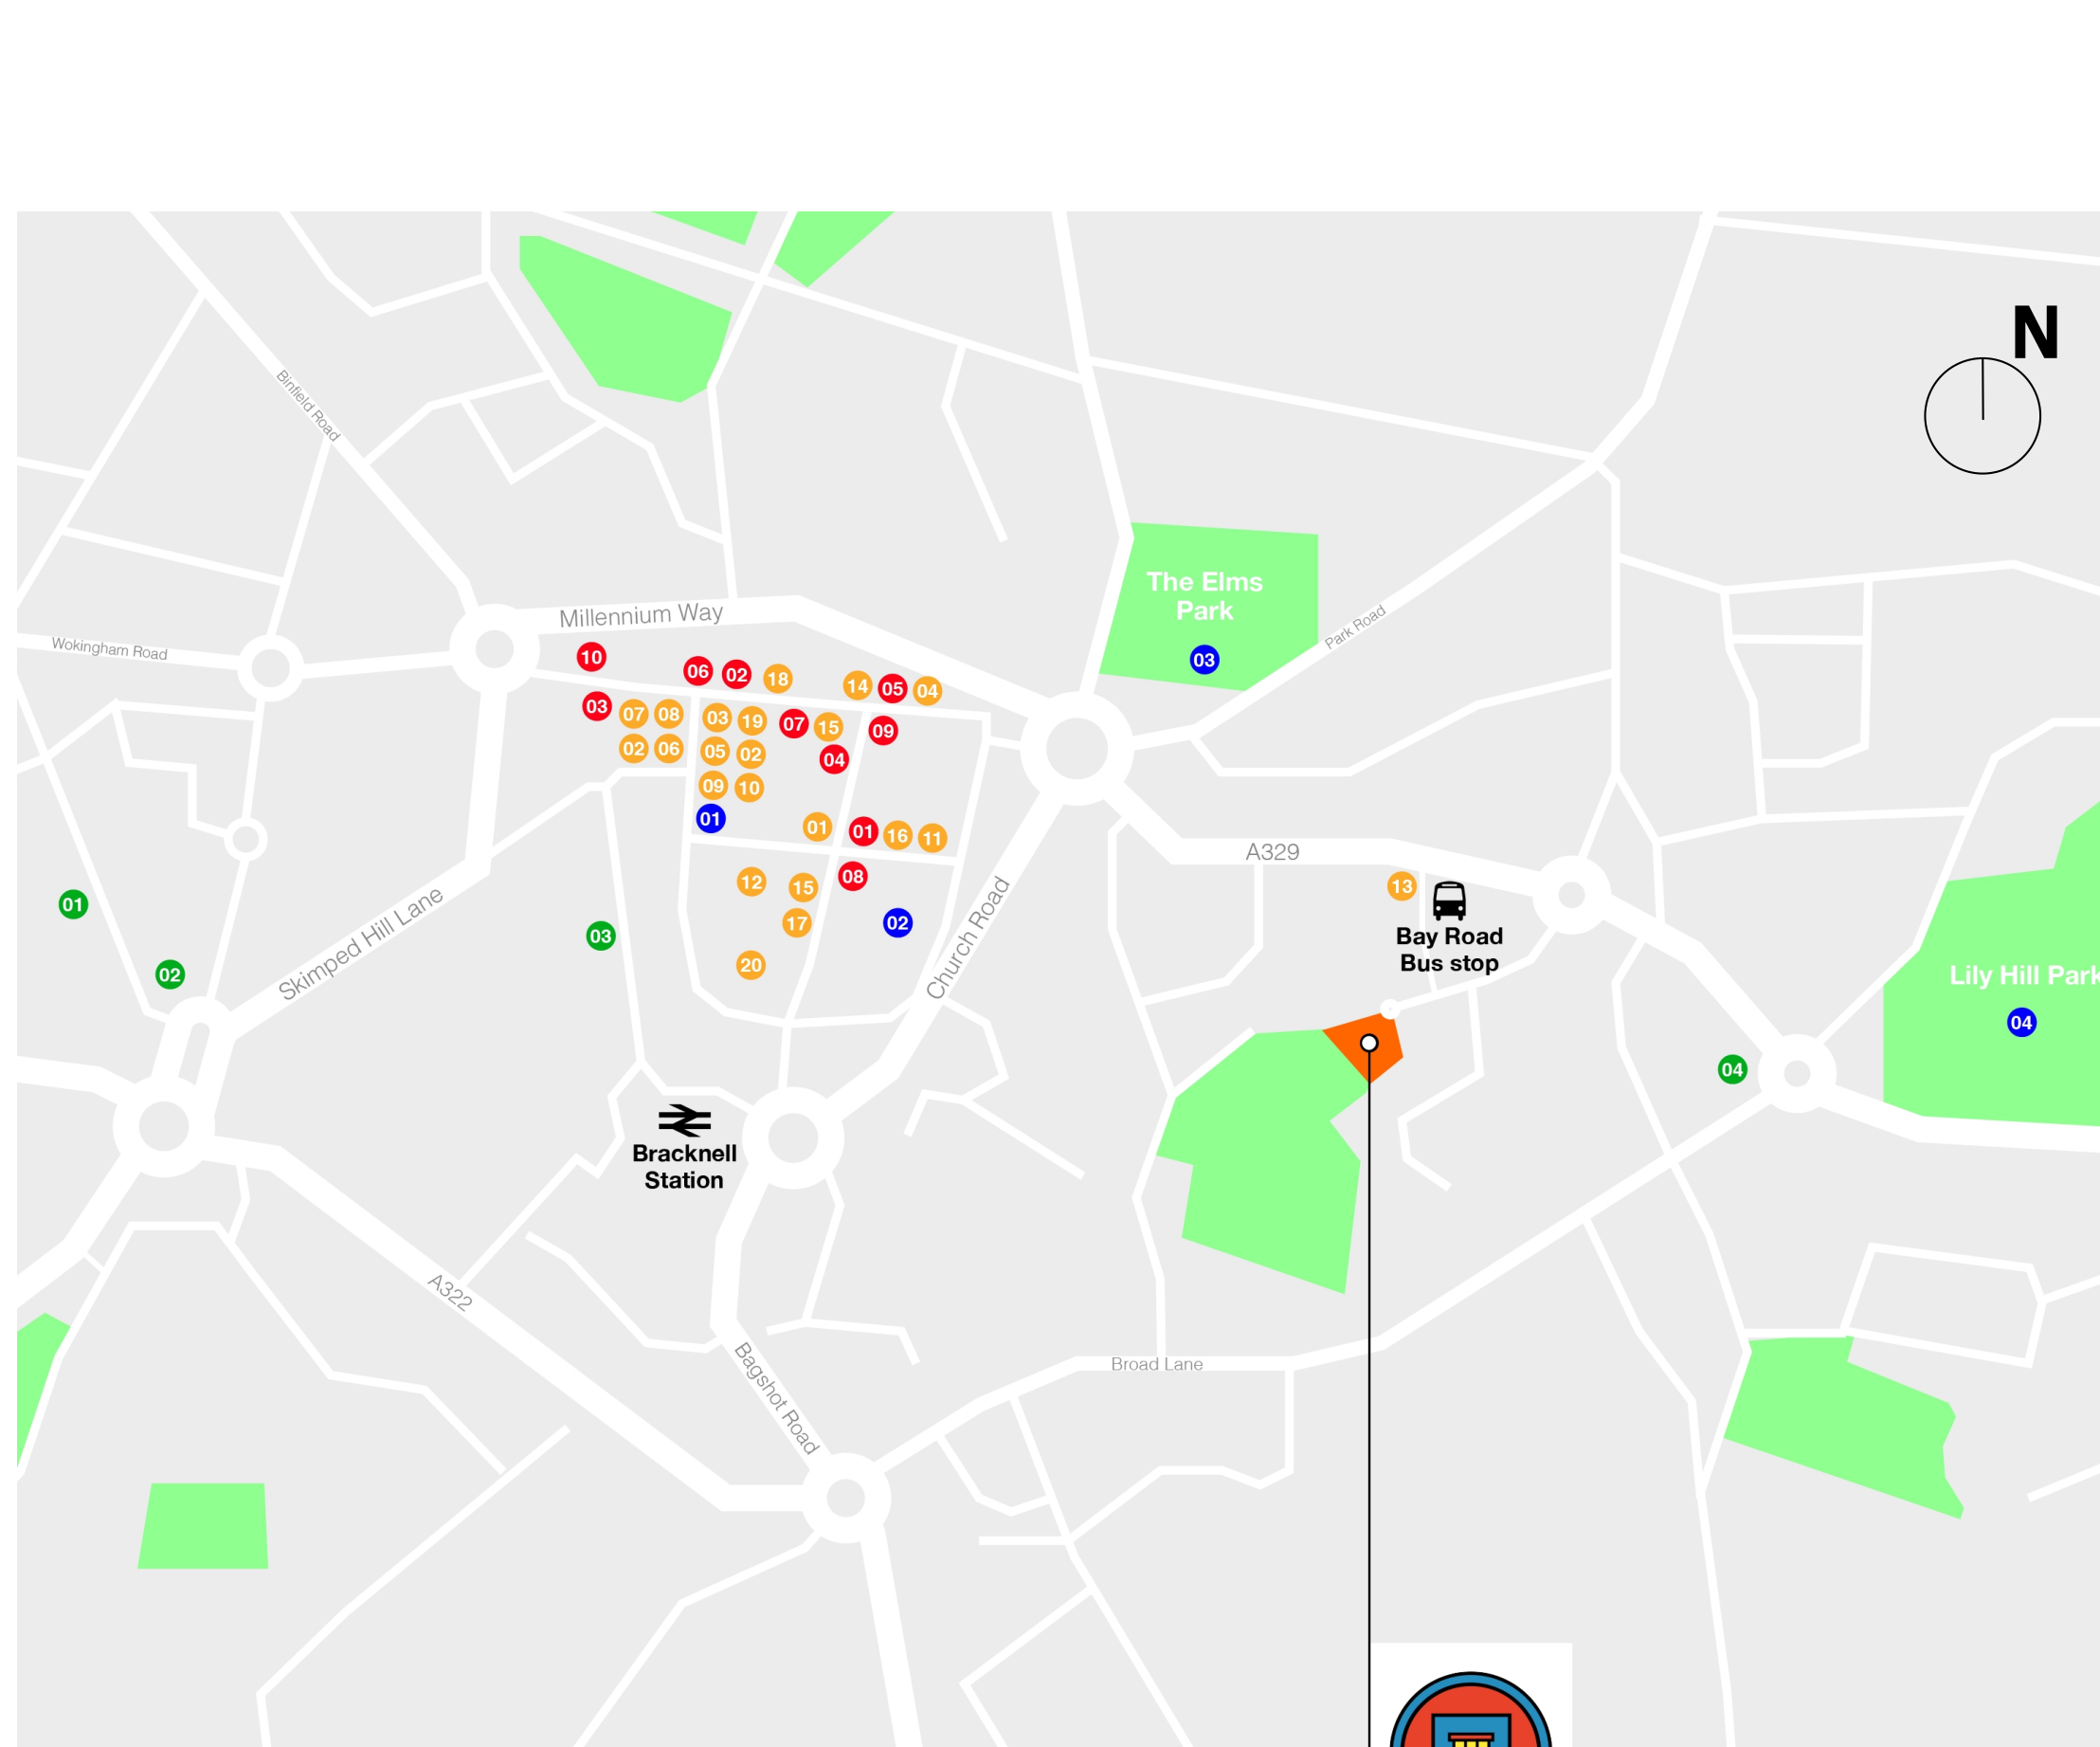 N
Binfield Road
The Elms
Park
03
Park Road
Millennium Way
Wokingham Road
10
06
02
18
14
05
04
03
07
08
03
19
07
15
09
02
06
05
02
04
09
10
01
01
01
16
11
A329
12
15
08
13
17
02
Bay Road
Bus stop
01
03
Skimped Hill Lane
Church Road
20
02
Lily Hill Park
04
04
Bracknell
Station
A322
Bagshot Road
Broad Lane